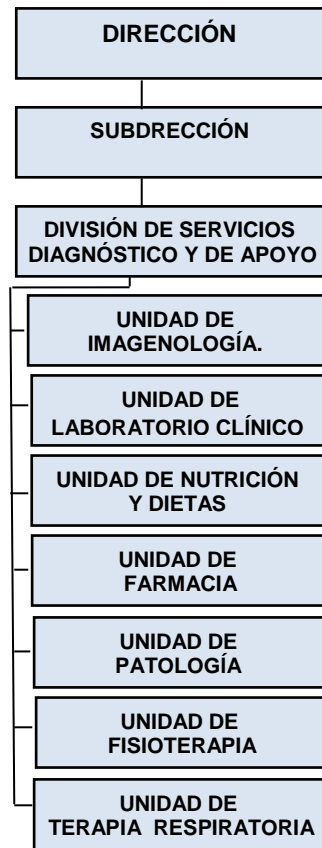 DIRECCIÓN
SUBDRECCIÓN
DIVISIÓN DE SERVICIOS
DIAGNÓSTICO Y DE APOYO
UNIDAD DE
IMAGENOLOGÍA.
UNIDAD DE
LABORATORIO CLÍNICO
UNIDAD DE NUTRICIÓN
Y DIETAS
UNIDAD DE
FARMACIA
UNIDAD DE
PATOLOGÍA
UNIDAD DE
FISIOTERAPIA
UNIDAD DE
TERAPIA RESPIRATORIA